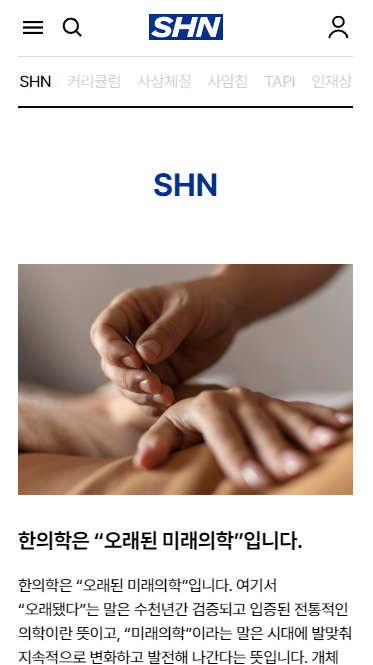 SHN
SHN 커리큘럼 사상체질 사암침 TAPI 인재상
SHN
한의학은 “오래된 미래의학”입니다.
한의학은 “오래된 미래의학”입니다. 여기서
“오래됐다”는 말은 수천년간 검증되고 입증된 전통적인
의학이란 뜻이고, “미래의학”이라는 말은 시대에 발맞춰
지속적으로 변화하고 발전해 나간다는 뜻입니다. 개체